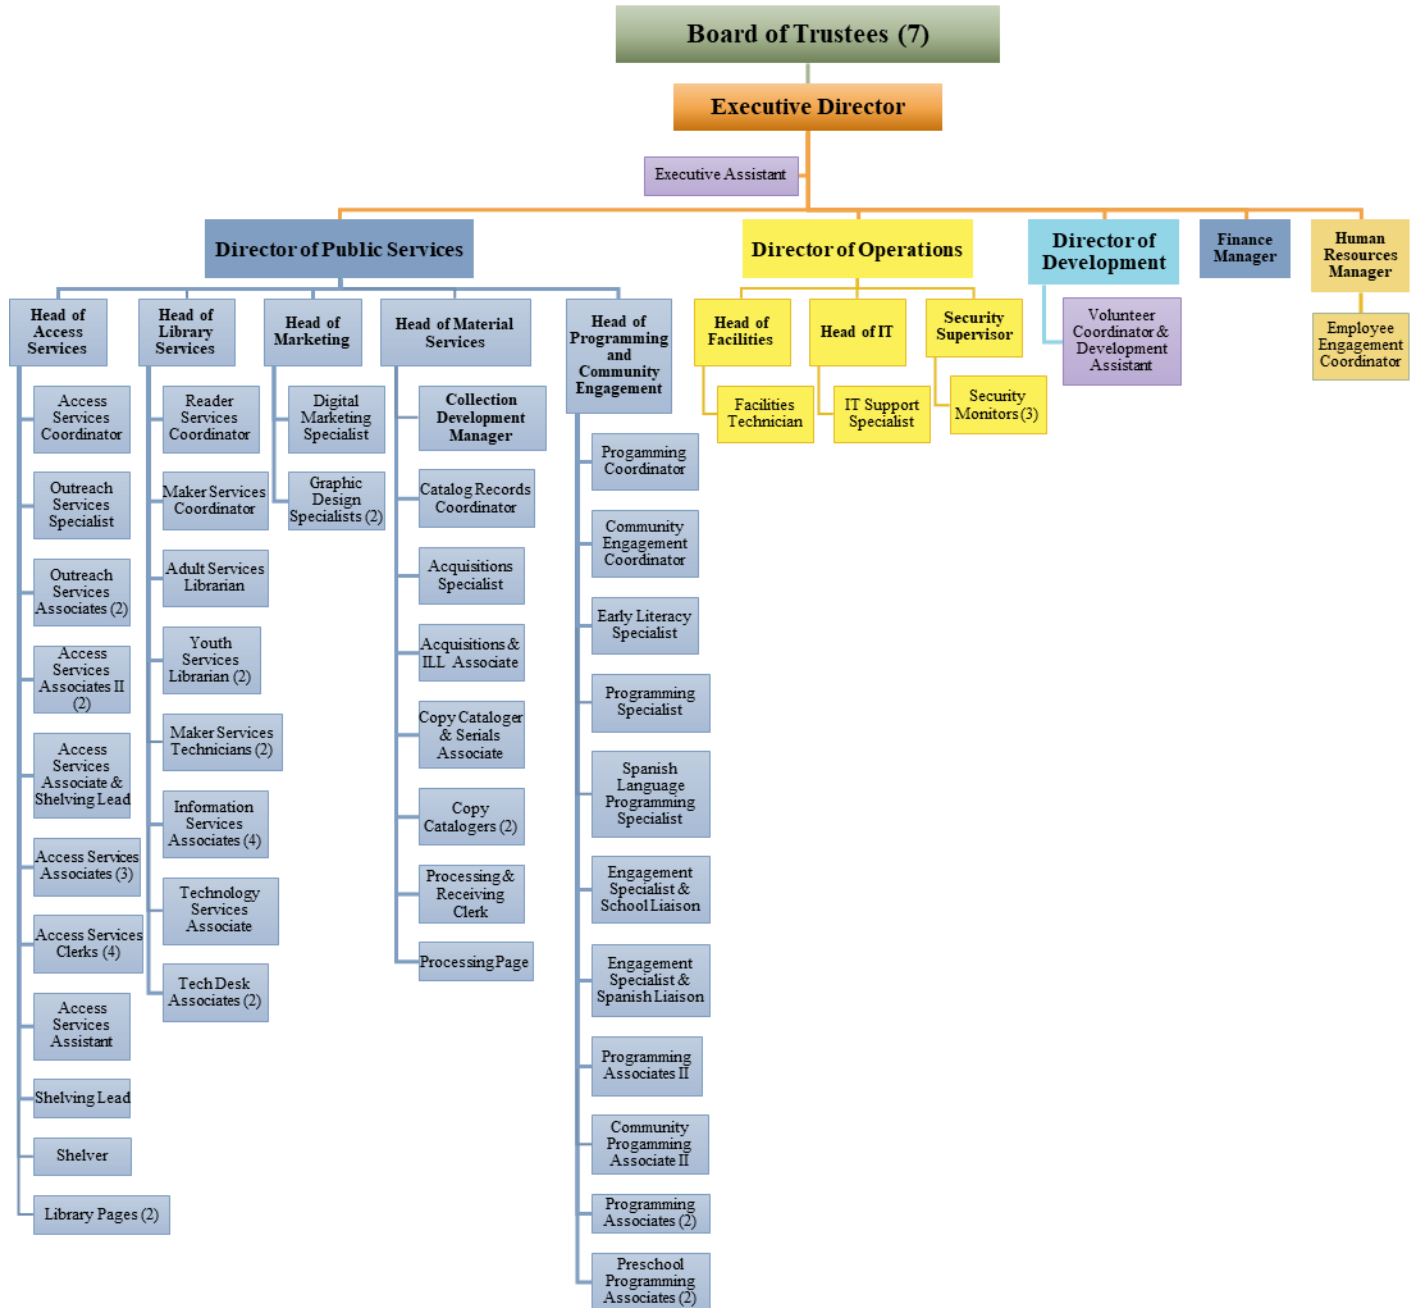 Board of Trustees (7)
Executive Director
Executive Assistant
Director of Public Services
Director of Operations
Director of
Development
Finance
Manager
Human
Resources
Manager
Head of
Access
Services
Head of
Library
Services
Head of
Marketing
Head of Material
Services
Head of
Programming
and
Community
Engagement
Head of
Facilities
Head of IT
Security
Supervisor
Volunteer
Coordinator &
Development
Assistant
Employee
Engagement
Coordinator
Access
Services
Coordinator
Outreach
Services
Specialist
Outreach
Services
Associates (2)
Access
Services
Associates II
(2)
Access
Services
Associate &
Shelving Lead
Access Services
Associates (3)
Access Services
Clerks (4)
Access
Services
Assistant
Shelving Lead
Shelver
Library Pages (2)
Reader
Services
Coordinator
Maker Services
Coordinator
Adult Services
Librarian
Youth
Services
Librarian (2)
Maker Services
Technicians (2)
Information
Services
Associates (4)
Technology
Services
Associate
Tech Desk
Associates (2)
Digital
Marketing
Specialist
Graphic
Design
Specialists (2)
Collection
Development
Manager
Catalog Records
Coordinator
Acquisitions
Specialist
Acquisitions &
ILL Associate
Copy Cataloger
& Serials
Associate
Copy
Catalogers (2)
Processing &
Receiving
Clerk
Processing Page
Progamming
Coordinator
Community
Engagement
Coordinator
Early Literacy
Specialist
Programming
Specialist
Spanish
Language
Programming
Specialist
Engagement
Specialist &
School Liaison
Engagement
Specialist &
Spanish Liaison
Programming
Associates II
Community
Progamming
Associate II
Programming
Associates (2)
Preschool
Programming
Associates (2)
Facilities
Technician
IT Support
Specialist
Security
Monitors (3)